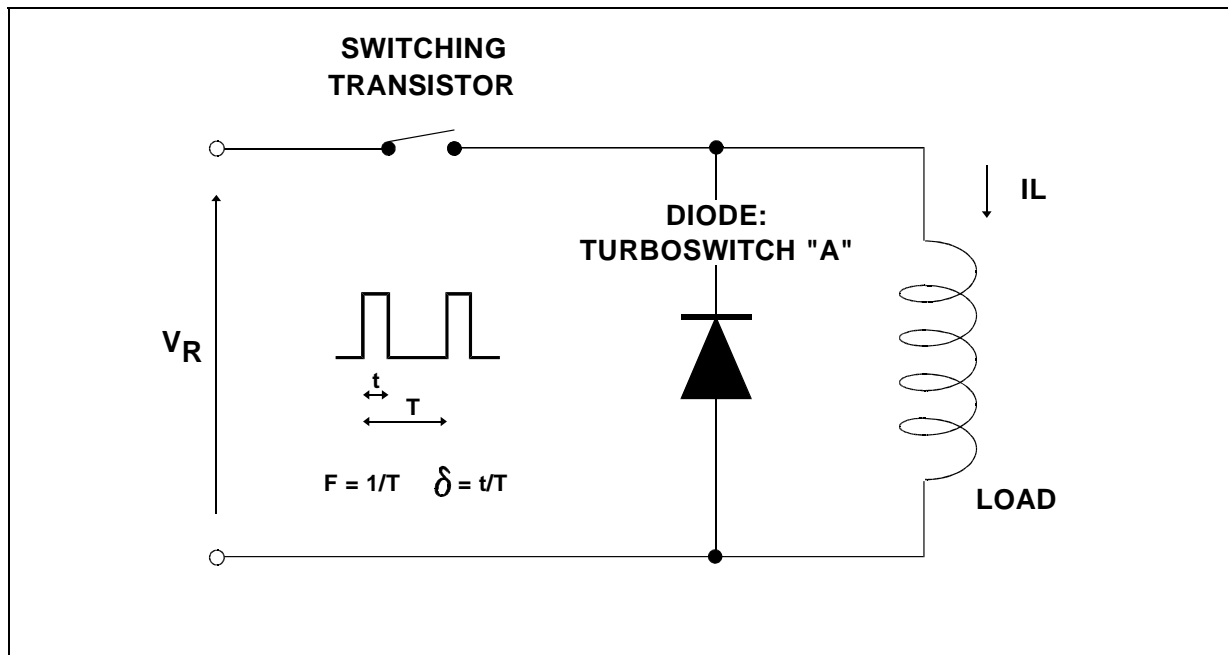 SWITCHING
TRANSISTOR
IL
DIODE:
TURBOSWITCH "A"
VR
t
T
F = 1/T δ = t/T
LOAD